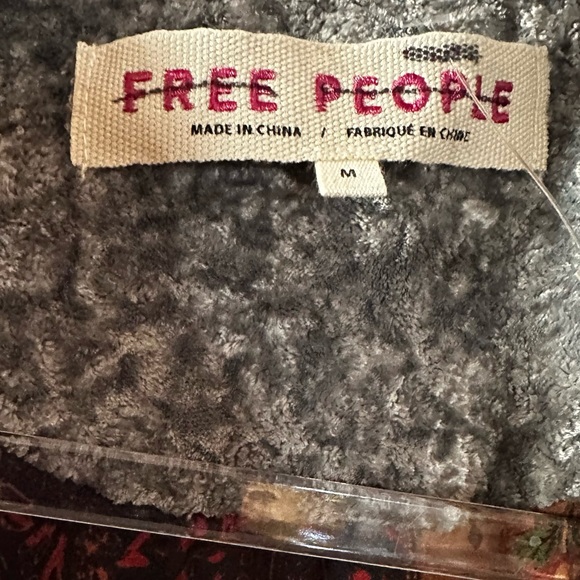 FREE PEOPLE
MADE IN CHINA / FABRIQUÉ EN CHINE
M